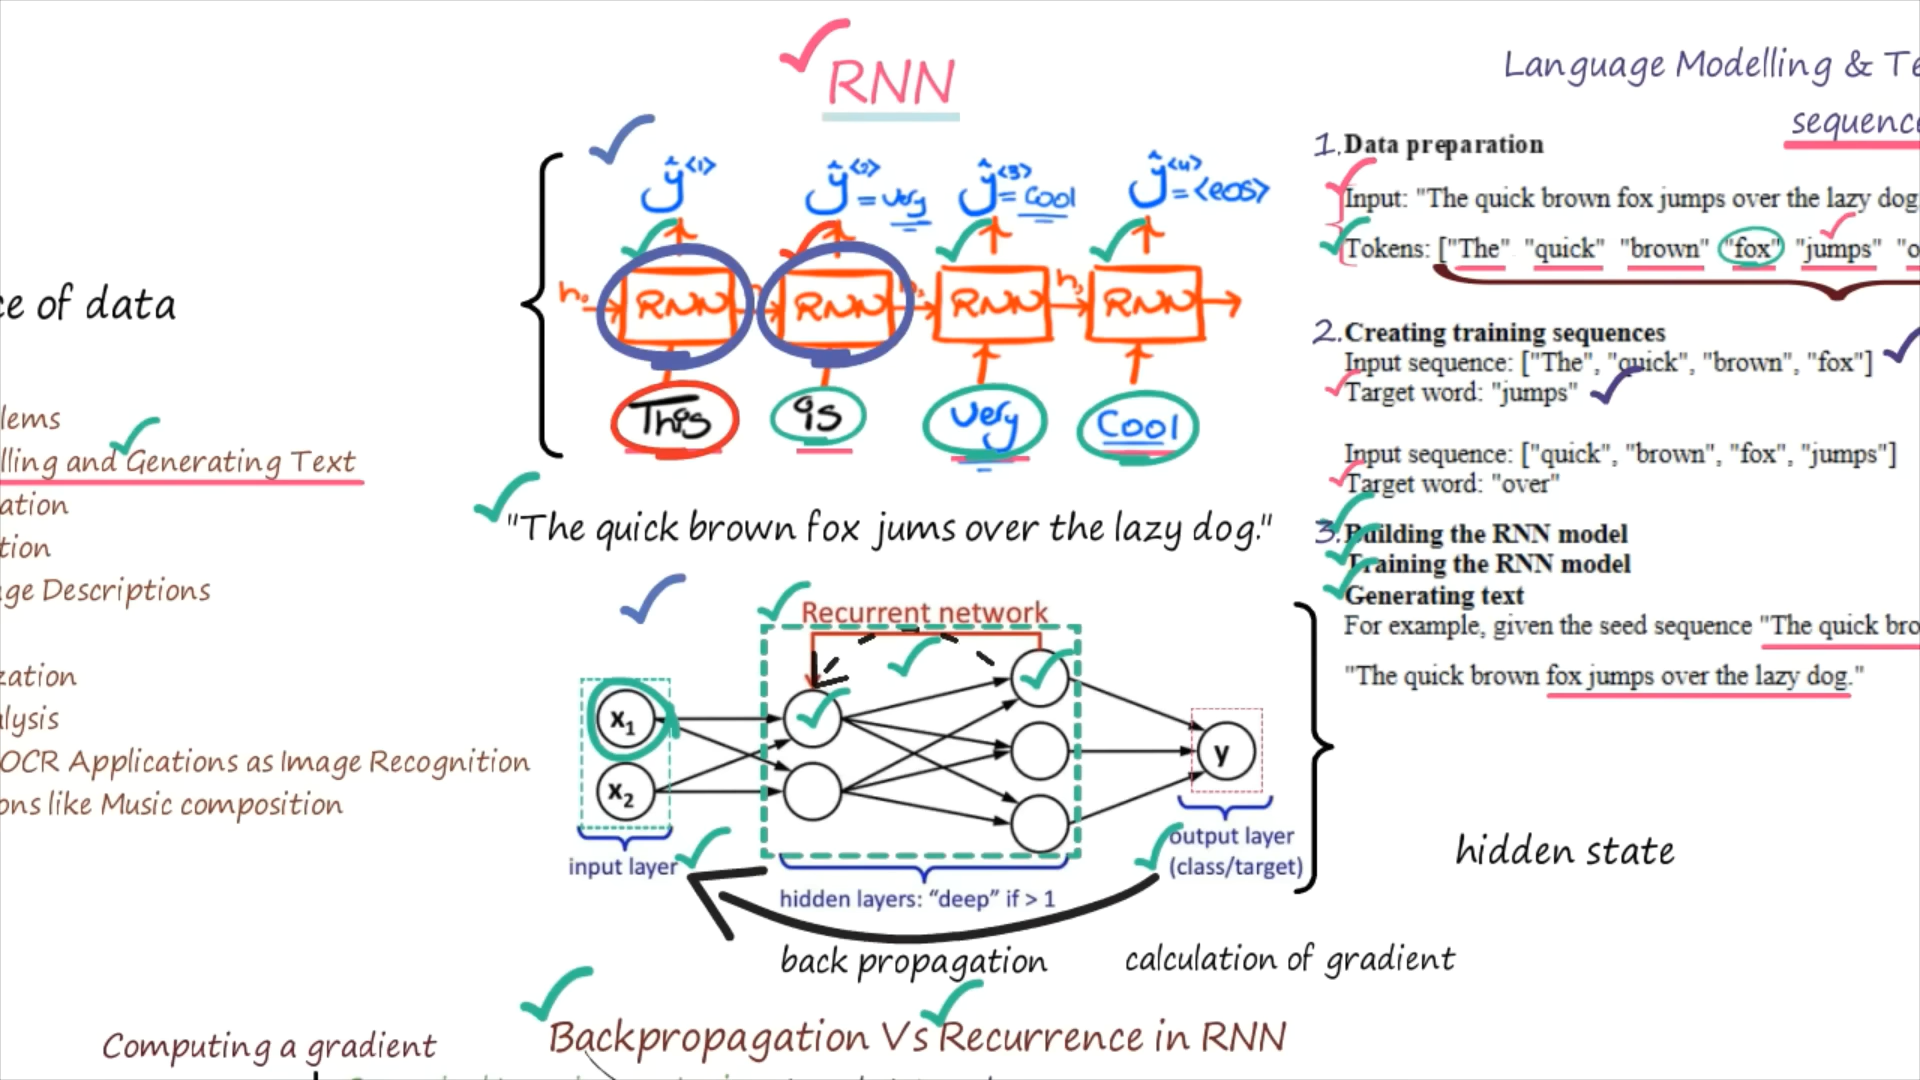 RNN
ŷ<1>
ŷ<2> = very
ŷ<3> = Cool
ŷ<4> = <eos>
h₀ RNN RNN RNN h₃ RNN
This is very Cool
"The quick brown fox jums over the lazy dog."
Recurrent network
x₁
x₂
y
input layer
hidden layers: “deep” if > 1
output layer
(class/target)
back propagation
calculation of gradient
Backpropagation Vs Recurrence in RNN
Computing a gradient
ce of data
lems
lling and Generating Text
ation
tion
ge Descriptions
zation
alysis
OCR Applications as Image Recognition
ons like Music composition
Language Modelling & Te
sequence
1. Data preparation
Input: "The quick brown fox jumps over the lazy dog
Tokens: ["The" "quick" "brown" "fox" "jumps" "o
2. Creating training sequences
Input sequence: ["The", "quick", "brown", "fox"]
Target word: "jumps"
Input sequence: ["quick", "brown", "fox", "jumps"]
Target word: "over"
3. Building the RNN model
Training the RNN model
Generating text
For example, given the seed sequence "The quick bro
"The quick brown fox jumps over the lazy dog."
hidden state